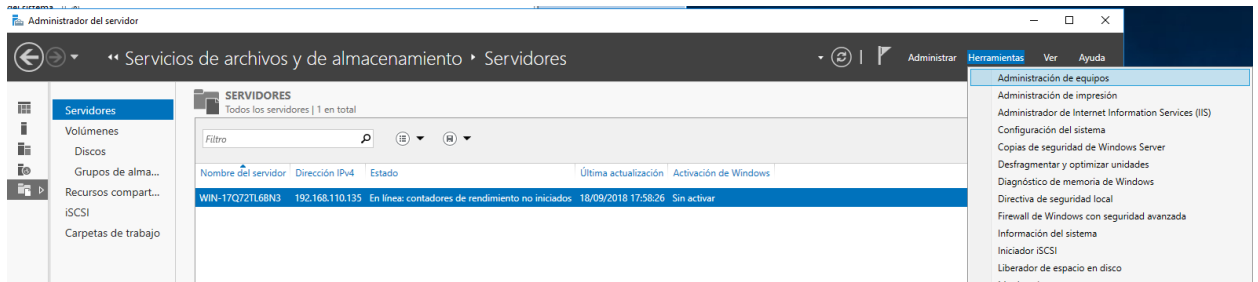 Administrador del servidor
Servicios de archivos y de almacenamiento
Servidores
Administrar
Herramientas
Ver
Ayuda
Servidores
Volúmenes
Discos
Grupos de alma...
Recursos compart...
iSCSI
Carpetas de trabajo
SERVIDORES
Todos los servidores | 1 en total
Filtro
Nombre del servidor Dirección IPv4 Estado Última actualización Activación de Windows
WIN-17Q72TL6BN3 192.168.110.135 En línea: contadores de rendimiento no iniciados 18/09/2018 17:58:26 Sin activar
Administración de equipos
Administración de impresión
Administrador de Internet Information Services (IIS)
Configuración del sistema
Copias de seguridad de Windows Server
Desfragmentar y optimizar unidades
Diagnóstico de memoria de Windows
Directiva de seguridad local
Firewall de Windows con seguridad avanzada
Información del sistema
Iniciador iSCSI
Liberador de espacio en disco